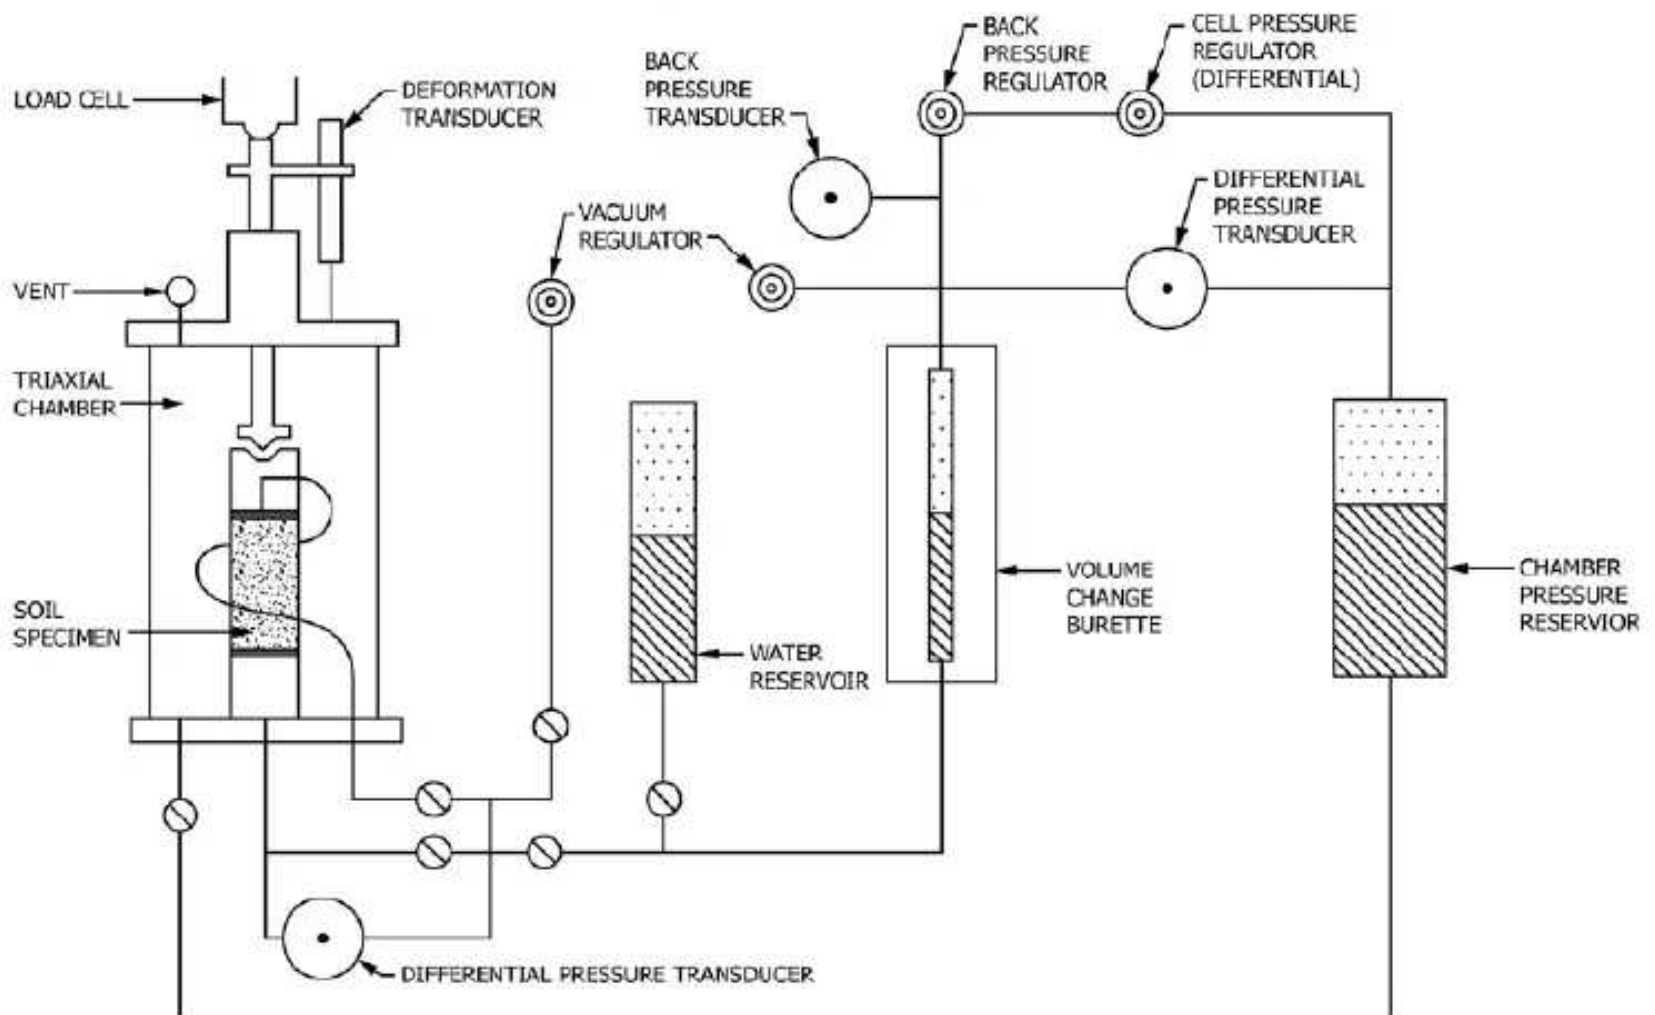 LOAD CELL
DEFORMATION
TRANSDUCER
BACK
PRESSURE
TRANSDUCER
BACK
PRESSURE
REGULATOR
CELL PRESSURE
REGULATOR
(DIFFERENTIAL)
VACUUM
REGULATOR
DIFFERENTIAL
PRESSURE
TRANSDUCER
VENT
TRIAXIAL
CHAMBER
SOIL
SPECIMEN
WATER
RESERVOIR
VOLUME
CHANGE
BURETTE
CHAMBER
PRESSURE
RESERVIOR
DIFFERENTIAL PRESSURE TRANSDUCER